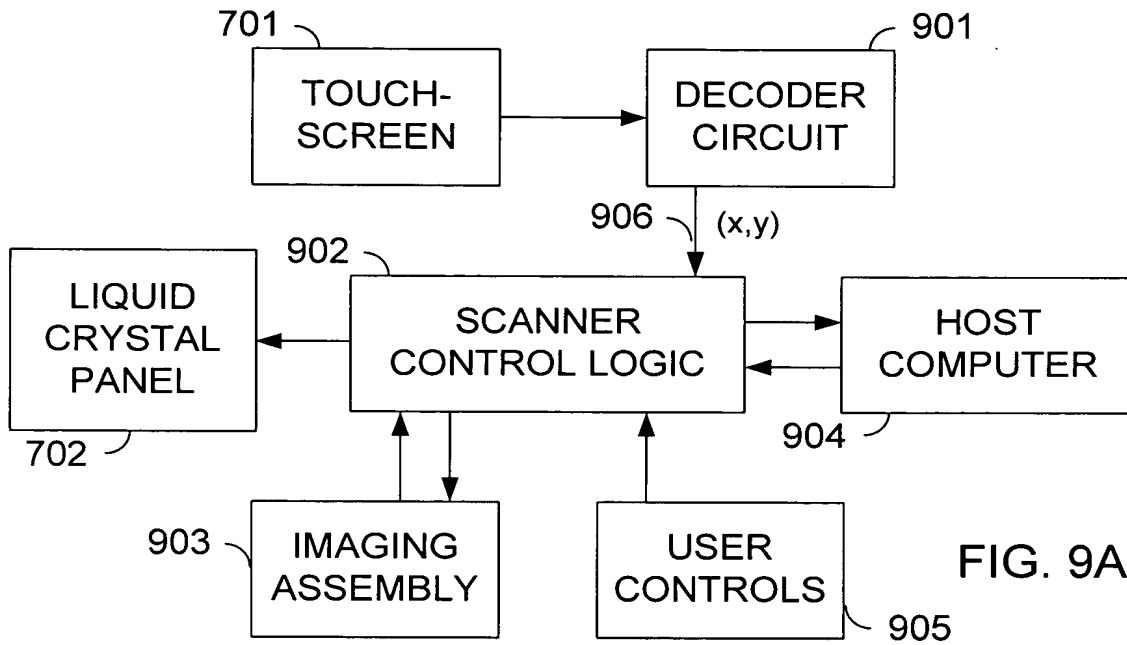 701
901
TOUCH-
SCREEN
DECODER
CIRCUIT
906
(x,y)
902
LIQUID
CRYSTAL
PANEL
SCANNER
CONTROL LOGIC
HOST
COMPUTER
702
904
903
IMAGING
ASSEMBLY
USER
CONTROLS
FIG. 9A
905